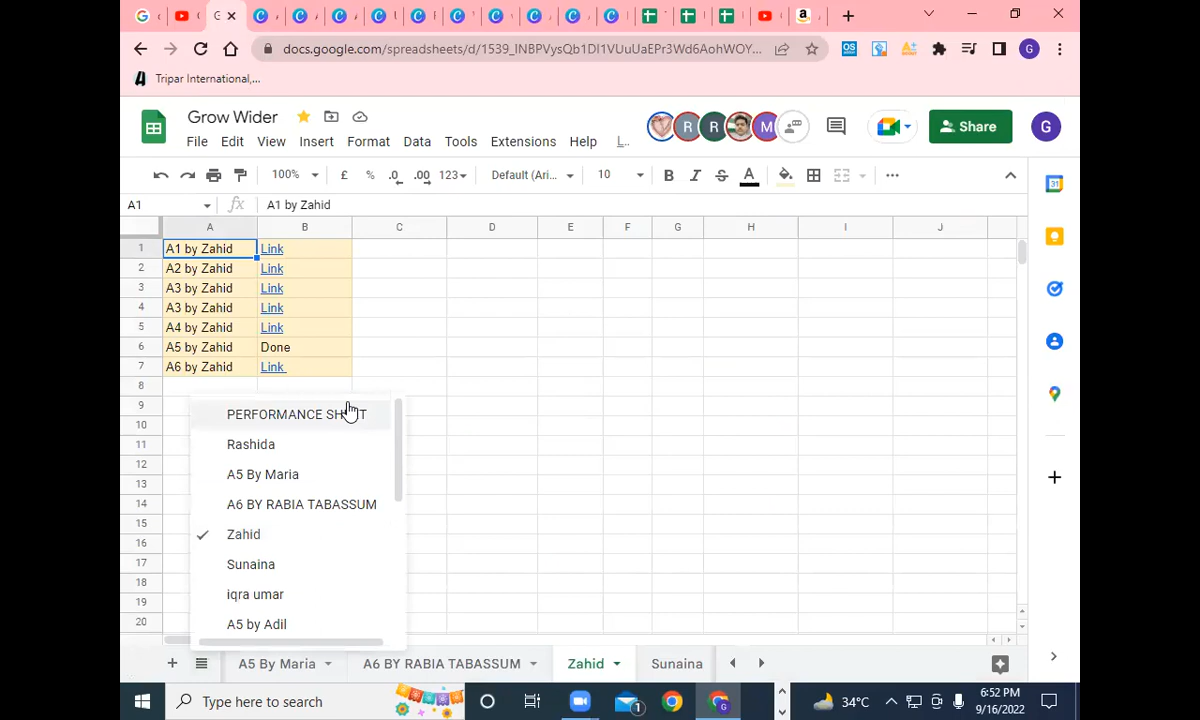 docs.google.com/spreadsheets/d/1539_lNBPVysQb1Dl1VUuUaEPr3Wd6AohWOY...
G
Tripar International,...
Grow Wider
R
R
M
Share
G
File Edit View Insert Format Data Tools Extensions Help L..
100% £ % .0 .00 123 Default (Ari... 10 B I S A
A1 fx A1 by Zahid
A B C D E F G H I J
1 A1 by Zahid Link
2 A2 by Zahid Link
3 A3 by Zahid Link
4 A3 by Zahid Link
5 A4 by Zahid Link
6 A5 by Zahid Done
7 A6 by Zahid Link
8
9
10
11
12
13
14
15
16
17
18
19
20
PERFORMANCE
Rashida
A5 By Maria
A6 BY RABIA TABASSUM
Zahid
Sunaina
iqra umar
A5 by Adil
A5 By Maria A6 BY RABIA TABASSUM Zahid Sunaina
Type here to search
1
34°C
6:52 PM
9/16/2022